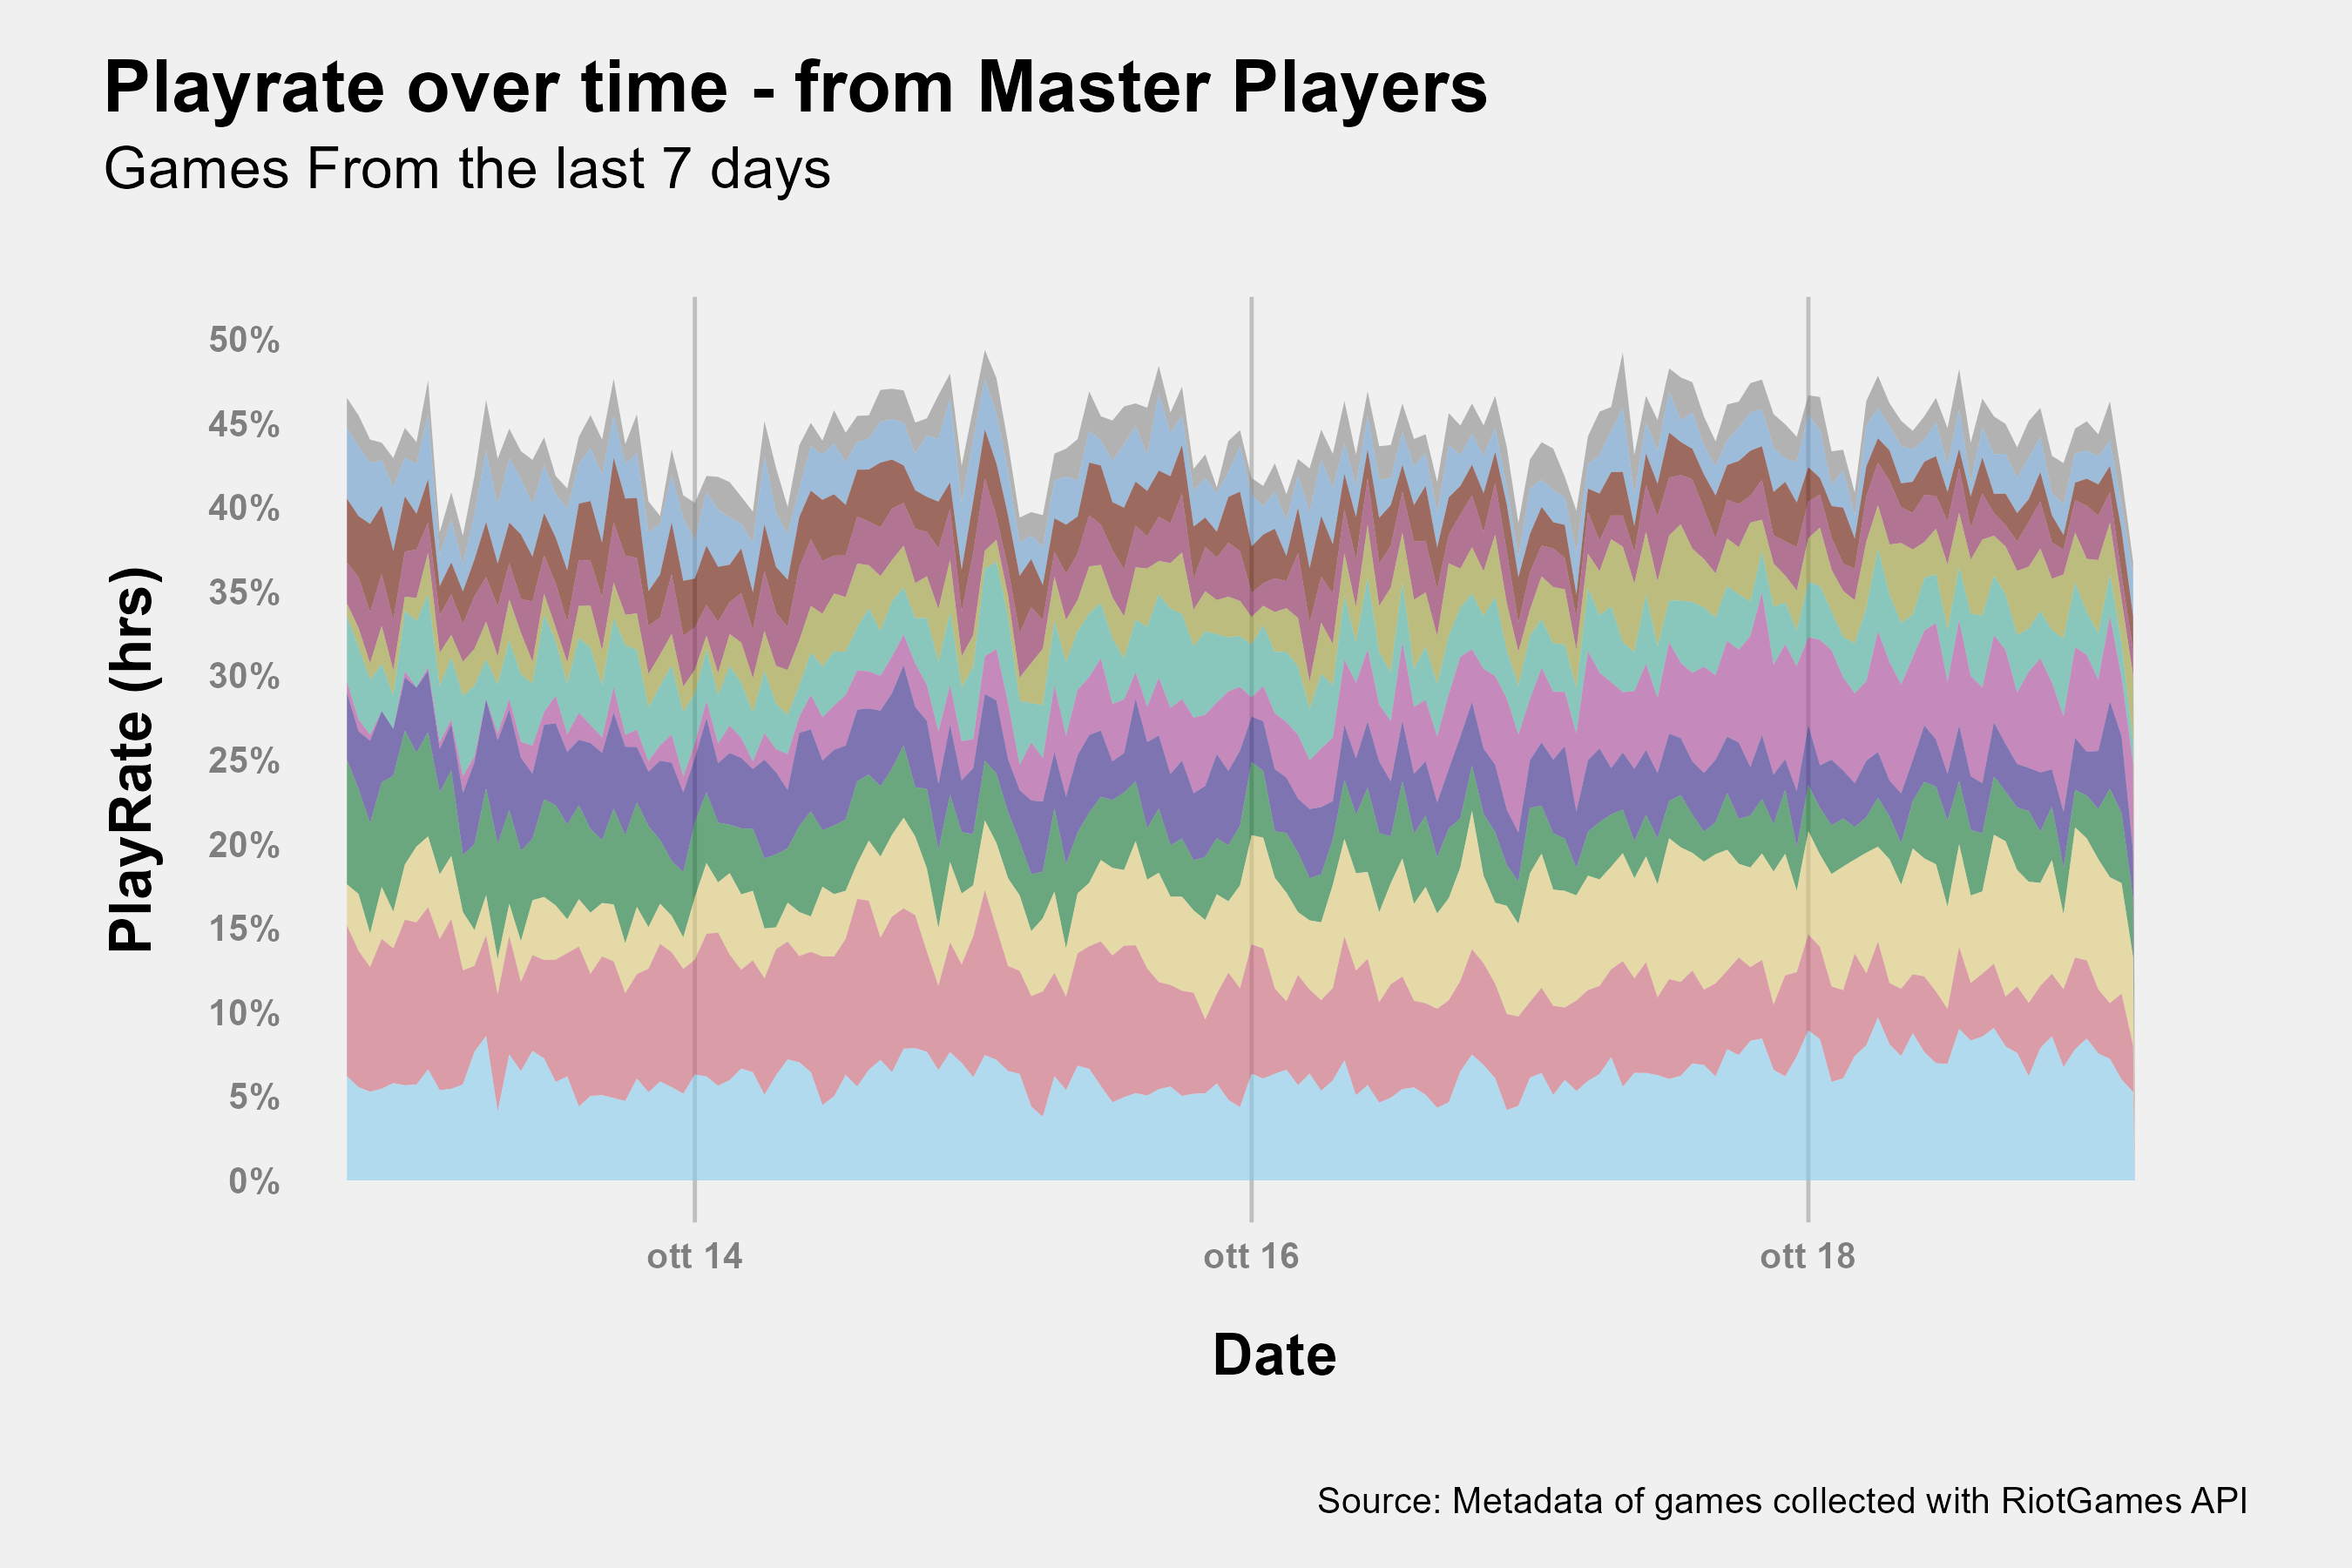 Playrate over time - from Master Players
Games From the last 7 days
PlayRate (hrs)
50%
45%
40%
35%
30%
25%
20%
15%
10%
5%
0%
ott 14
ott 16
ott 18
Date
Source: Metadata of games collected with RiotGames API